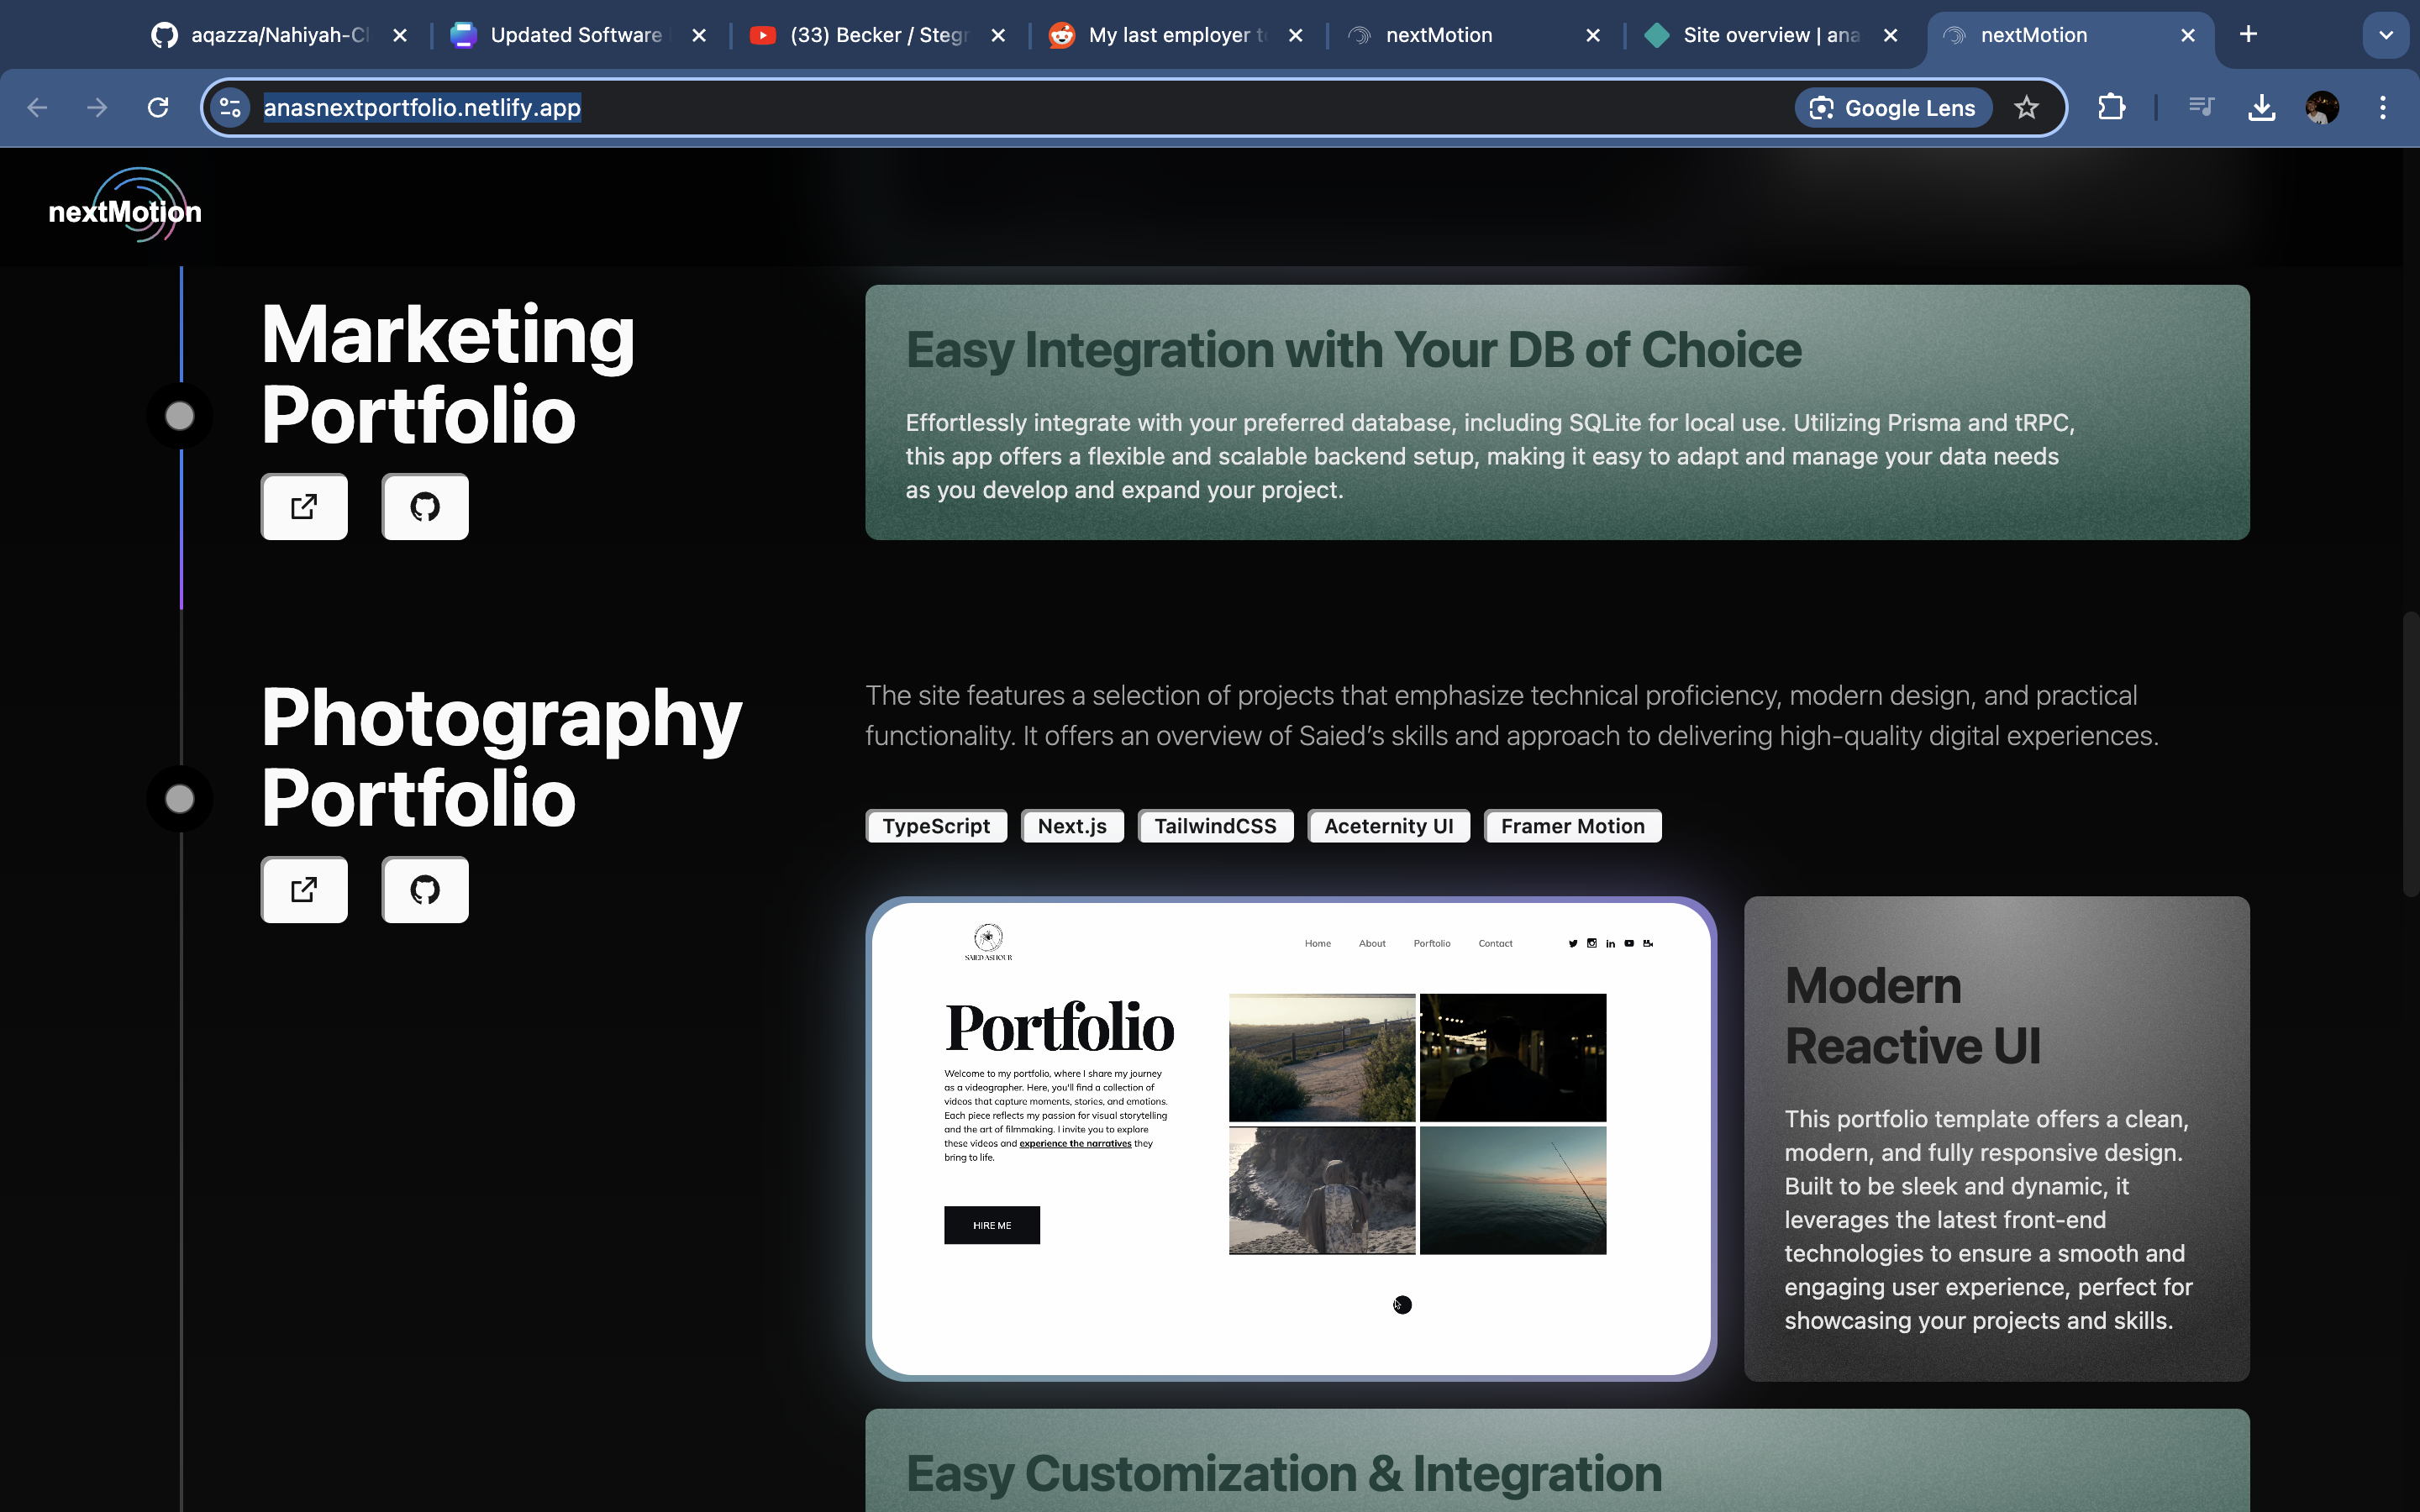 aqazza/Nahiyah-Cl
Updated Software
(33) Becker / Stegr
My last employer t
nextMotion
Site overview | ana
nextMotion
anasnextportfolio.netlify.app
Google Lens
nextMotion
Marketing
Portfolio
Easy Integration with Your DB of Choice
Effortlessly integrate with your preferred database, including SQLite for local use. Utilizing Prisma and tRPC,
this app offers a flexible and scalable backend setup, making it easy to adapt and manage your data needs
as you develop and expand your project.
Photography
Portfolio
The site features a selection of projects that emphasize technical proficiency, modern design, and practical
functionality. It offers an overview of Saied’s skills and approach to delivering high-quality digital experiences.
TypeScript
Next.js
TailwindCSS
Aceternity UI
Framer Motion
SAIED ASHOUR
Home
About
Portfolio
Contact
Portfolio
Welcome to my portfolio, where I share my journey
as a videographer. Here, you'll find a collection of
videos that capture moments, stories, and emotions.
Each piece reflects my passion for visual storytelling
and the art of filmmaking. I invite you to explore
these videos and experience the narratives they
bring to life.
HIRE ME
Modern
Reactive UI
This portfolio template offers a clean,
modern, and fully responsive design.
Built to be sleek and dynamic, it
leverages the latest front-end
technologies to ensure a smooth and
engaging user experience, perfect for
showcasing your projects and skills.
Easy Customization & Integration